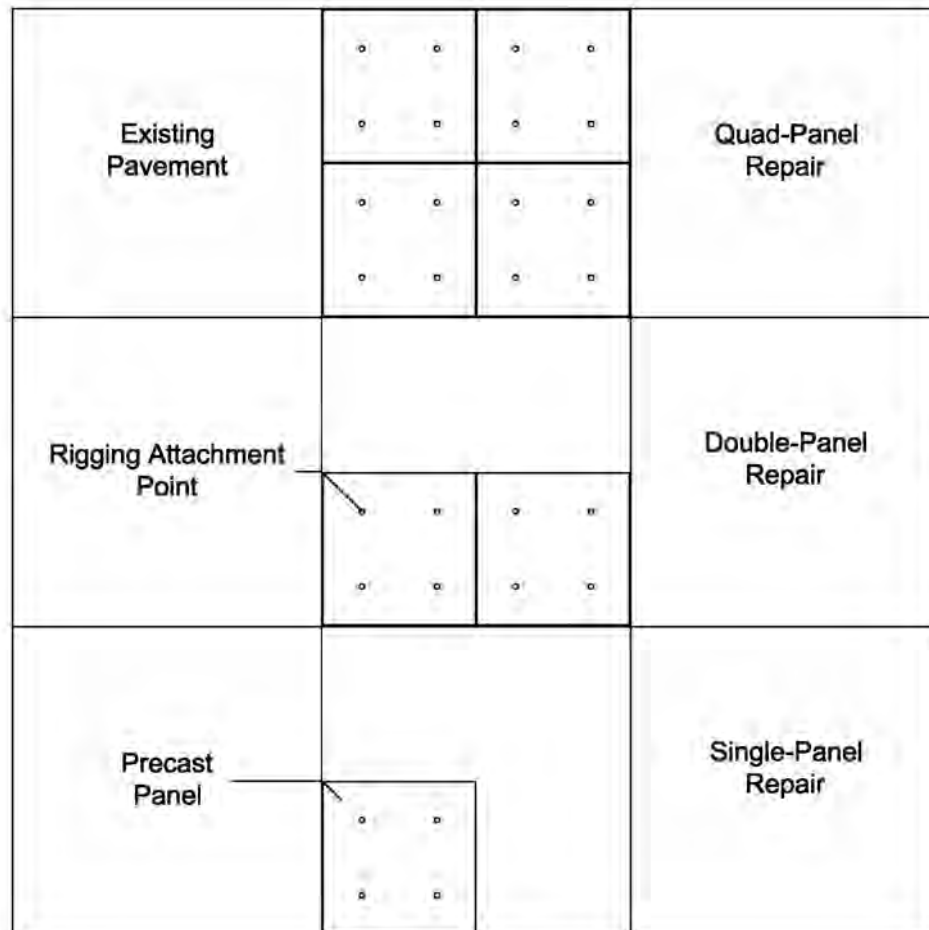 Existing
Pavement
Quad-Panel
Repair
Rigging Attachment
Point
Double-Panel
Repair
Precast
Panel
Single-Panel
Repair